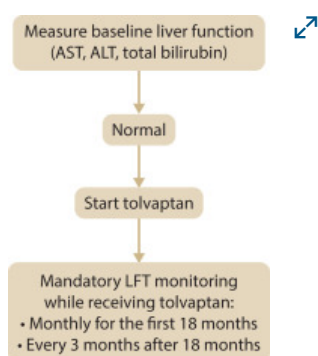 Measure baseline liver function
(AST, ALT, total bilirubin)
Normal
Start tolvaptan
Mandatory LFT monitoring
while receiving tolvaptan:
• Monthly for the first 18 months
• Every 3 months after 18 months